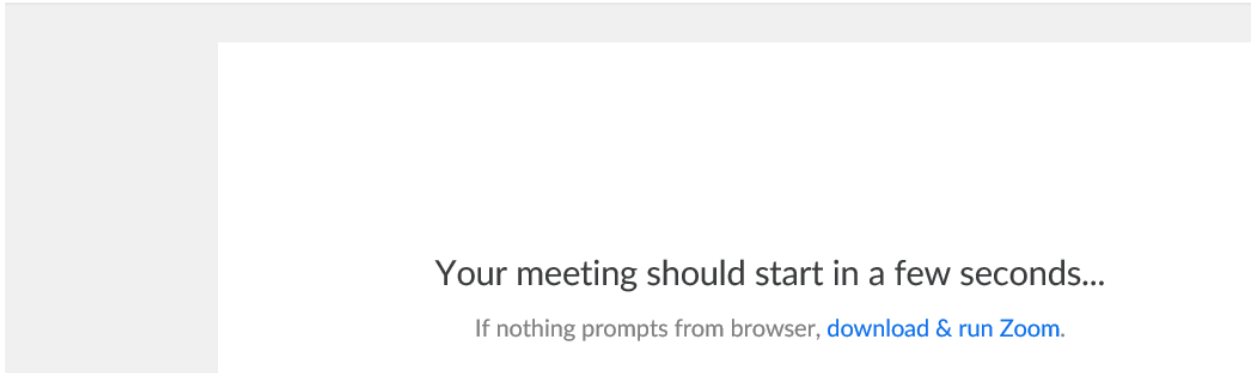 Your meeting should start in a few seconds...
If nothing prompts from browser, download & run Zoom.